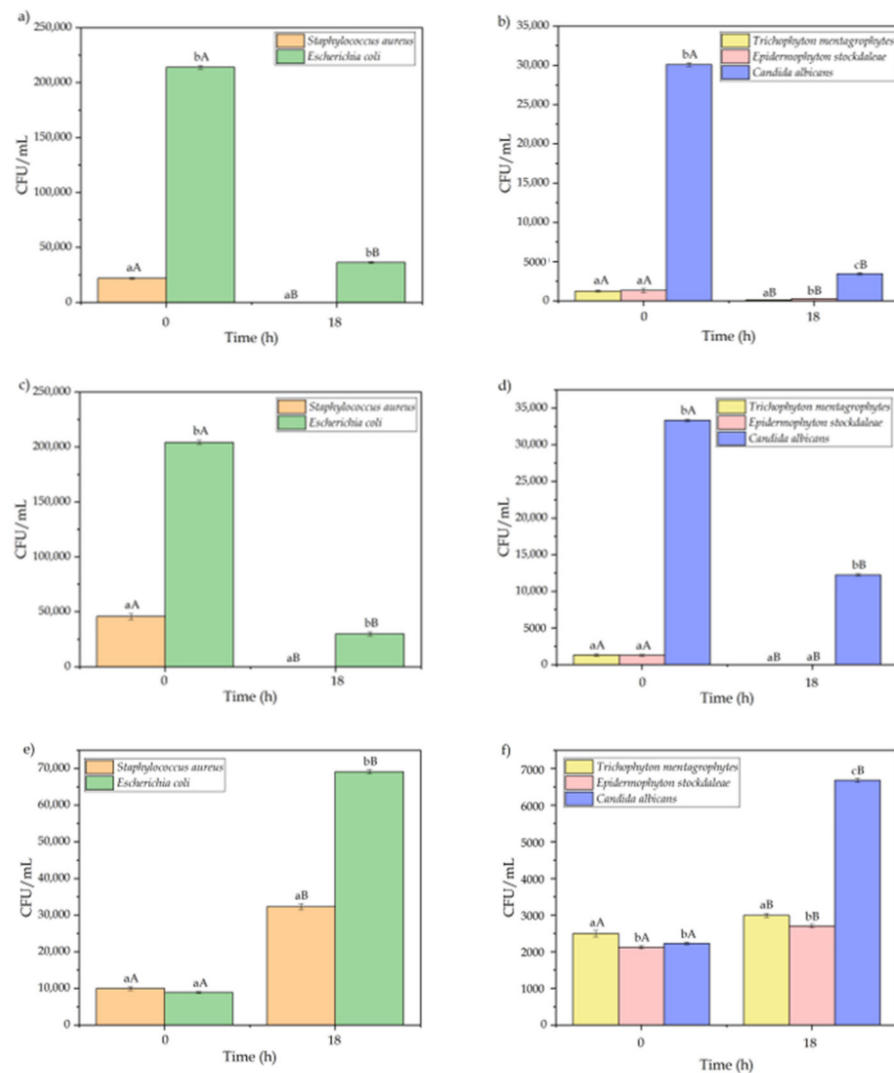 a)
250,000
200,000
150,000
100,000
50,000
0
CFU/mL
Staphylococcus aureus
Escherichia coli
aA
bA
aB
bB
0
18
Time (h)
b)
35,000
30,000
25,000
20,000
15,000
10,000
5000
0
CFU/mL
Trichophyton mentagrophytes
Epidermophyton stockdaleae
Candida albicans
aA
aA
bA
aB
bB
cB
0
18
Time (h)
c)
250,000
200,000
150,000
100,000
50,000
0
CFU/mL
Staphylococcus aureus
Escherichia coli
aA
bA
aB
bB
0
18
Time (h)
d)
35,000
30,000
25,000
20,000
15,000
10,000
5000
0
CFU/mL
Trichophyton mentagrophytes
Epidermophyton stockdaleae
Candida albicans
aA
aA
bA
aB
aB
bB
0
18
Time (h)
e)
70,000
60,000
50,000
40,000
30,000
20,000
10,000
0
CFU/mL
Staphylococcus aureus
Escherichia coli
aA
aA
aB
bB
0
18
Time (h)
f)
7000
6000
5000
4000
3000
2000
1000
0
CFU/mL
Trichophyton mentagrophytes
Epidermophyton stockdaleae
Candida albicans
aA
bA
bA
aB
bB
cB
0
18
Time (h)